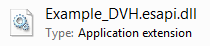 Example_DVH.esapi.dll
Type: Application extension